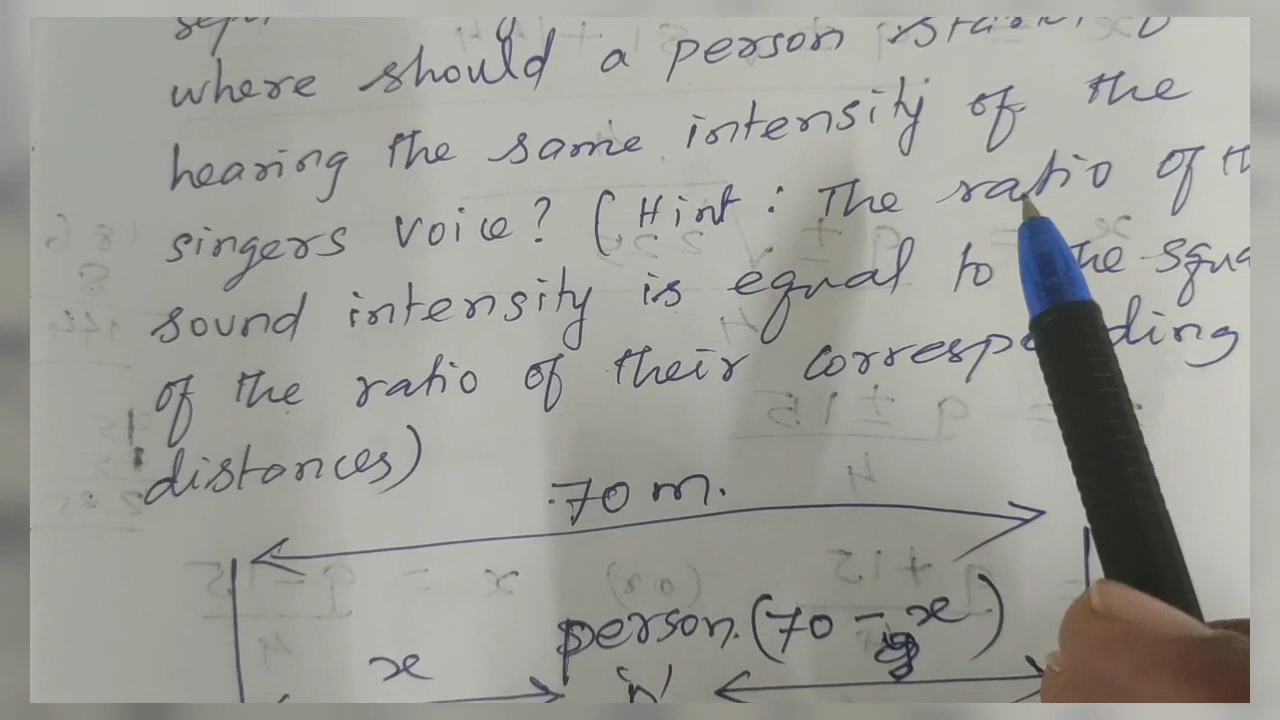 where should a person
hearing the same intensity of the
singers voice? (Hint : The ratio of
sound intensity is equal to the
of the ratio of their corresponding
distances)
70 m.
person. (70 - x)
x